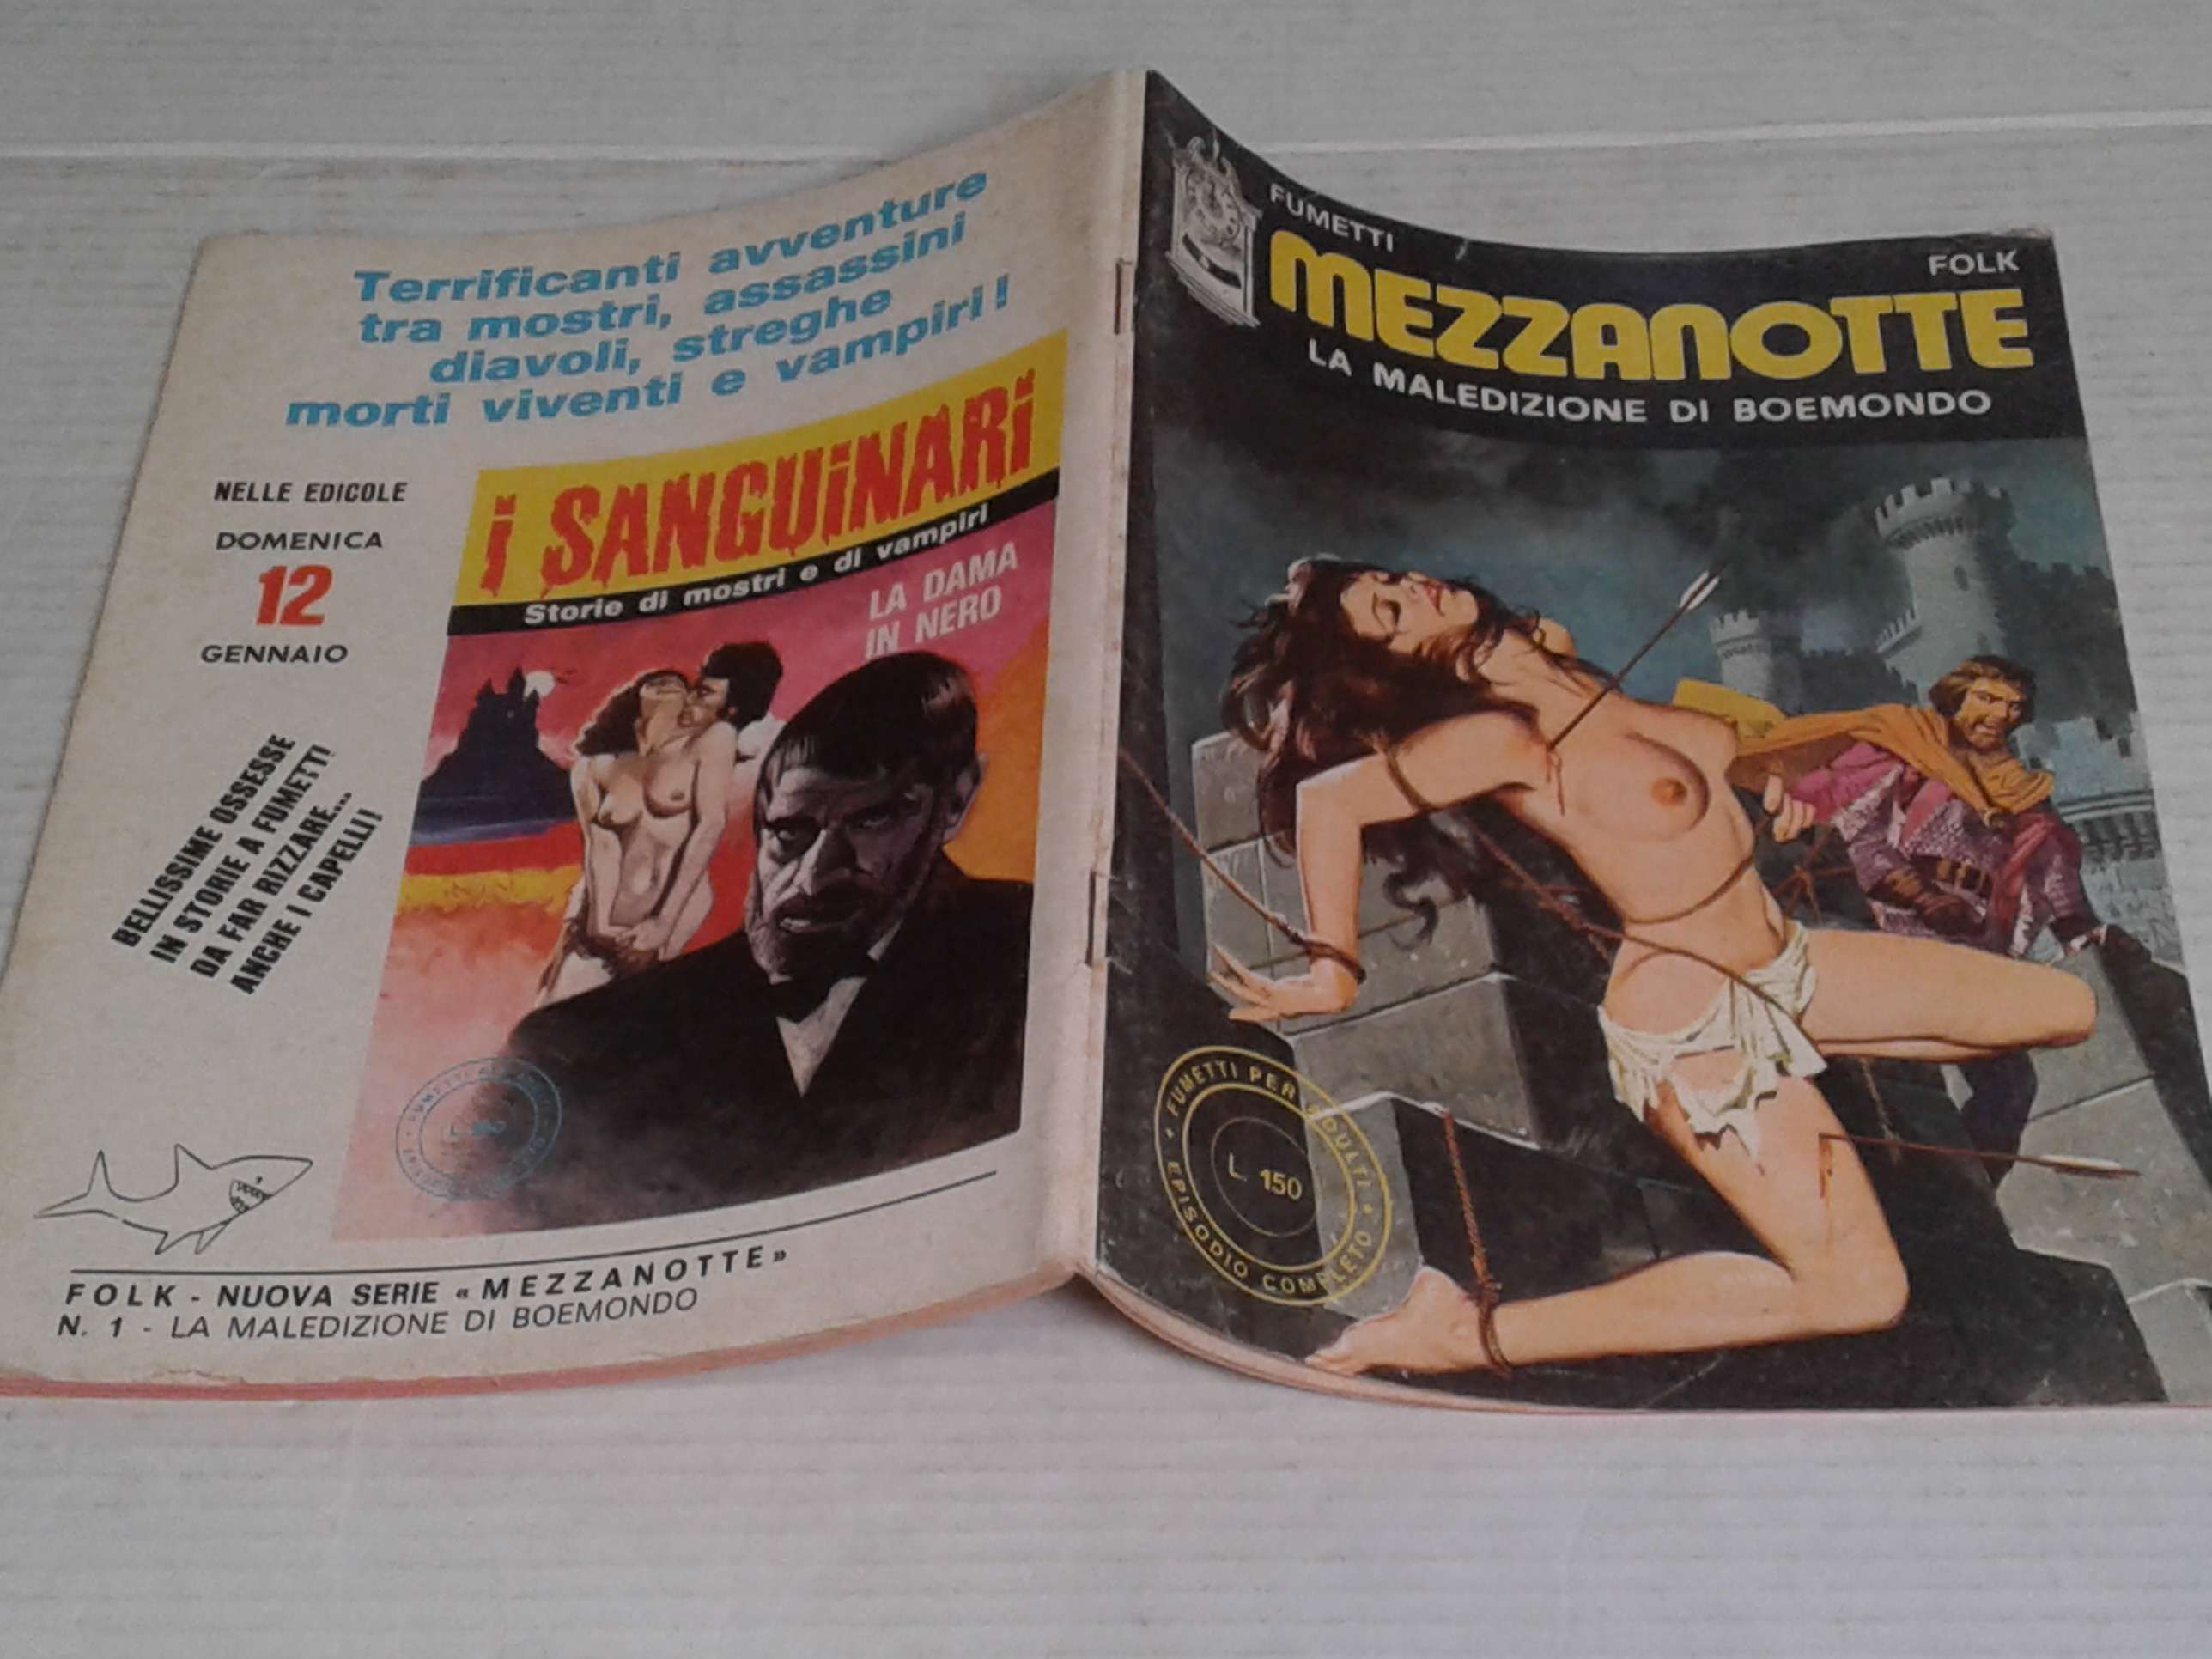 Terrificanti avventure
tra mostri, assassini
diavoli, streghe
morti viventi e vampiri!
NELLE EDICOLE
DOMENICA
12
GENNAIO
BELLISSIME OSSESSE
IN STORIE A FUMETTI
DA FAR RIZZARE...
ANCHE I CAPELLI!
i SANGUiNARi
Storie di mostri e di vampiri
LA DAMA
IN NERO
FOLK - NUOVA SERIE « MEZZANOTTE »
N. 1 - LA MALEDIZIONE DI BOEMONDO
FUMETTI
FOLK
MEZZANOTTE
LA MALEDIZIONE DI BOEMONDO
FUMETTI PER ADULTI
L. 150
EPISODIO COMPLETO